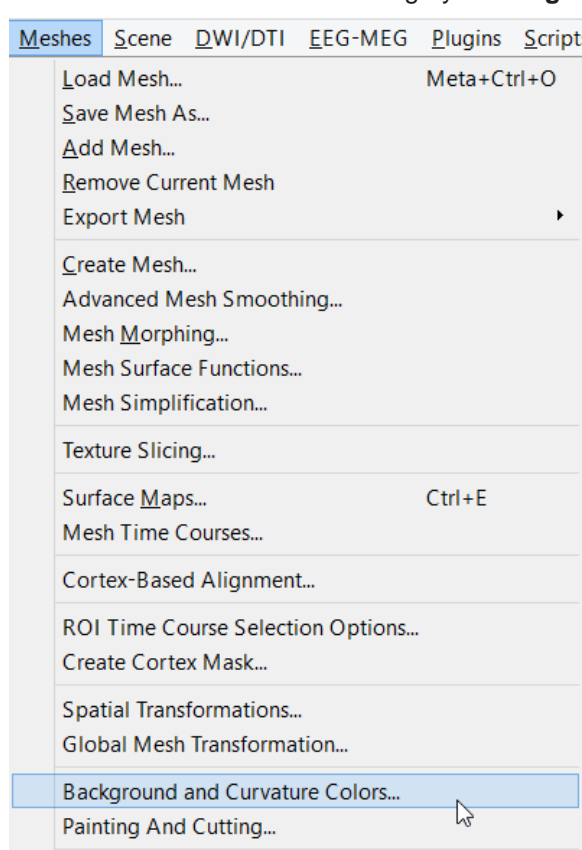 Meshes Scene DWI/DTI EEG-MEG Plugins Script
Load Mesh... Meta+Ctrl+O
Save Mesh As...
Add Mesh...
Remove Current Mesh
Export Mesh
Create Mesh...
Advanced Mesh Smoothing...
Mesh Morphing...
Mesh Surface Functions...
Mesh Simplification...
Texture Slicing...
Surface Maps... Ctrl+E
Mesh Time Courses...
Cortex-Based Alignment...
ROI Time Course Selection Options...
Create Cortex Mask...
Spatial Transformations...
Global Mesh Transformation...
Background and Curvature Colors...
Painting And Cutting...